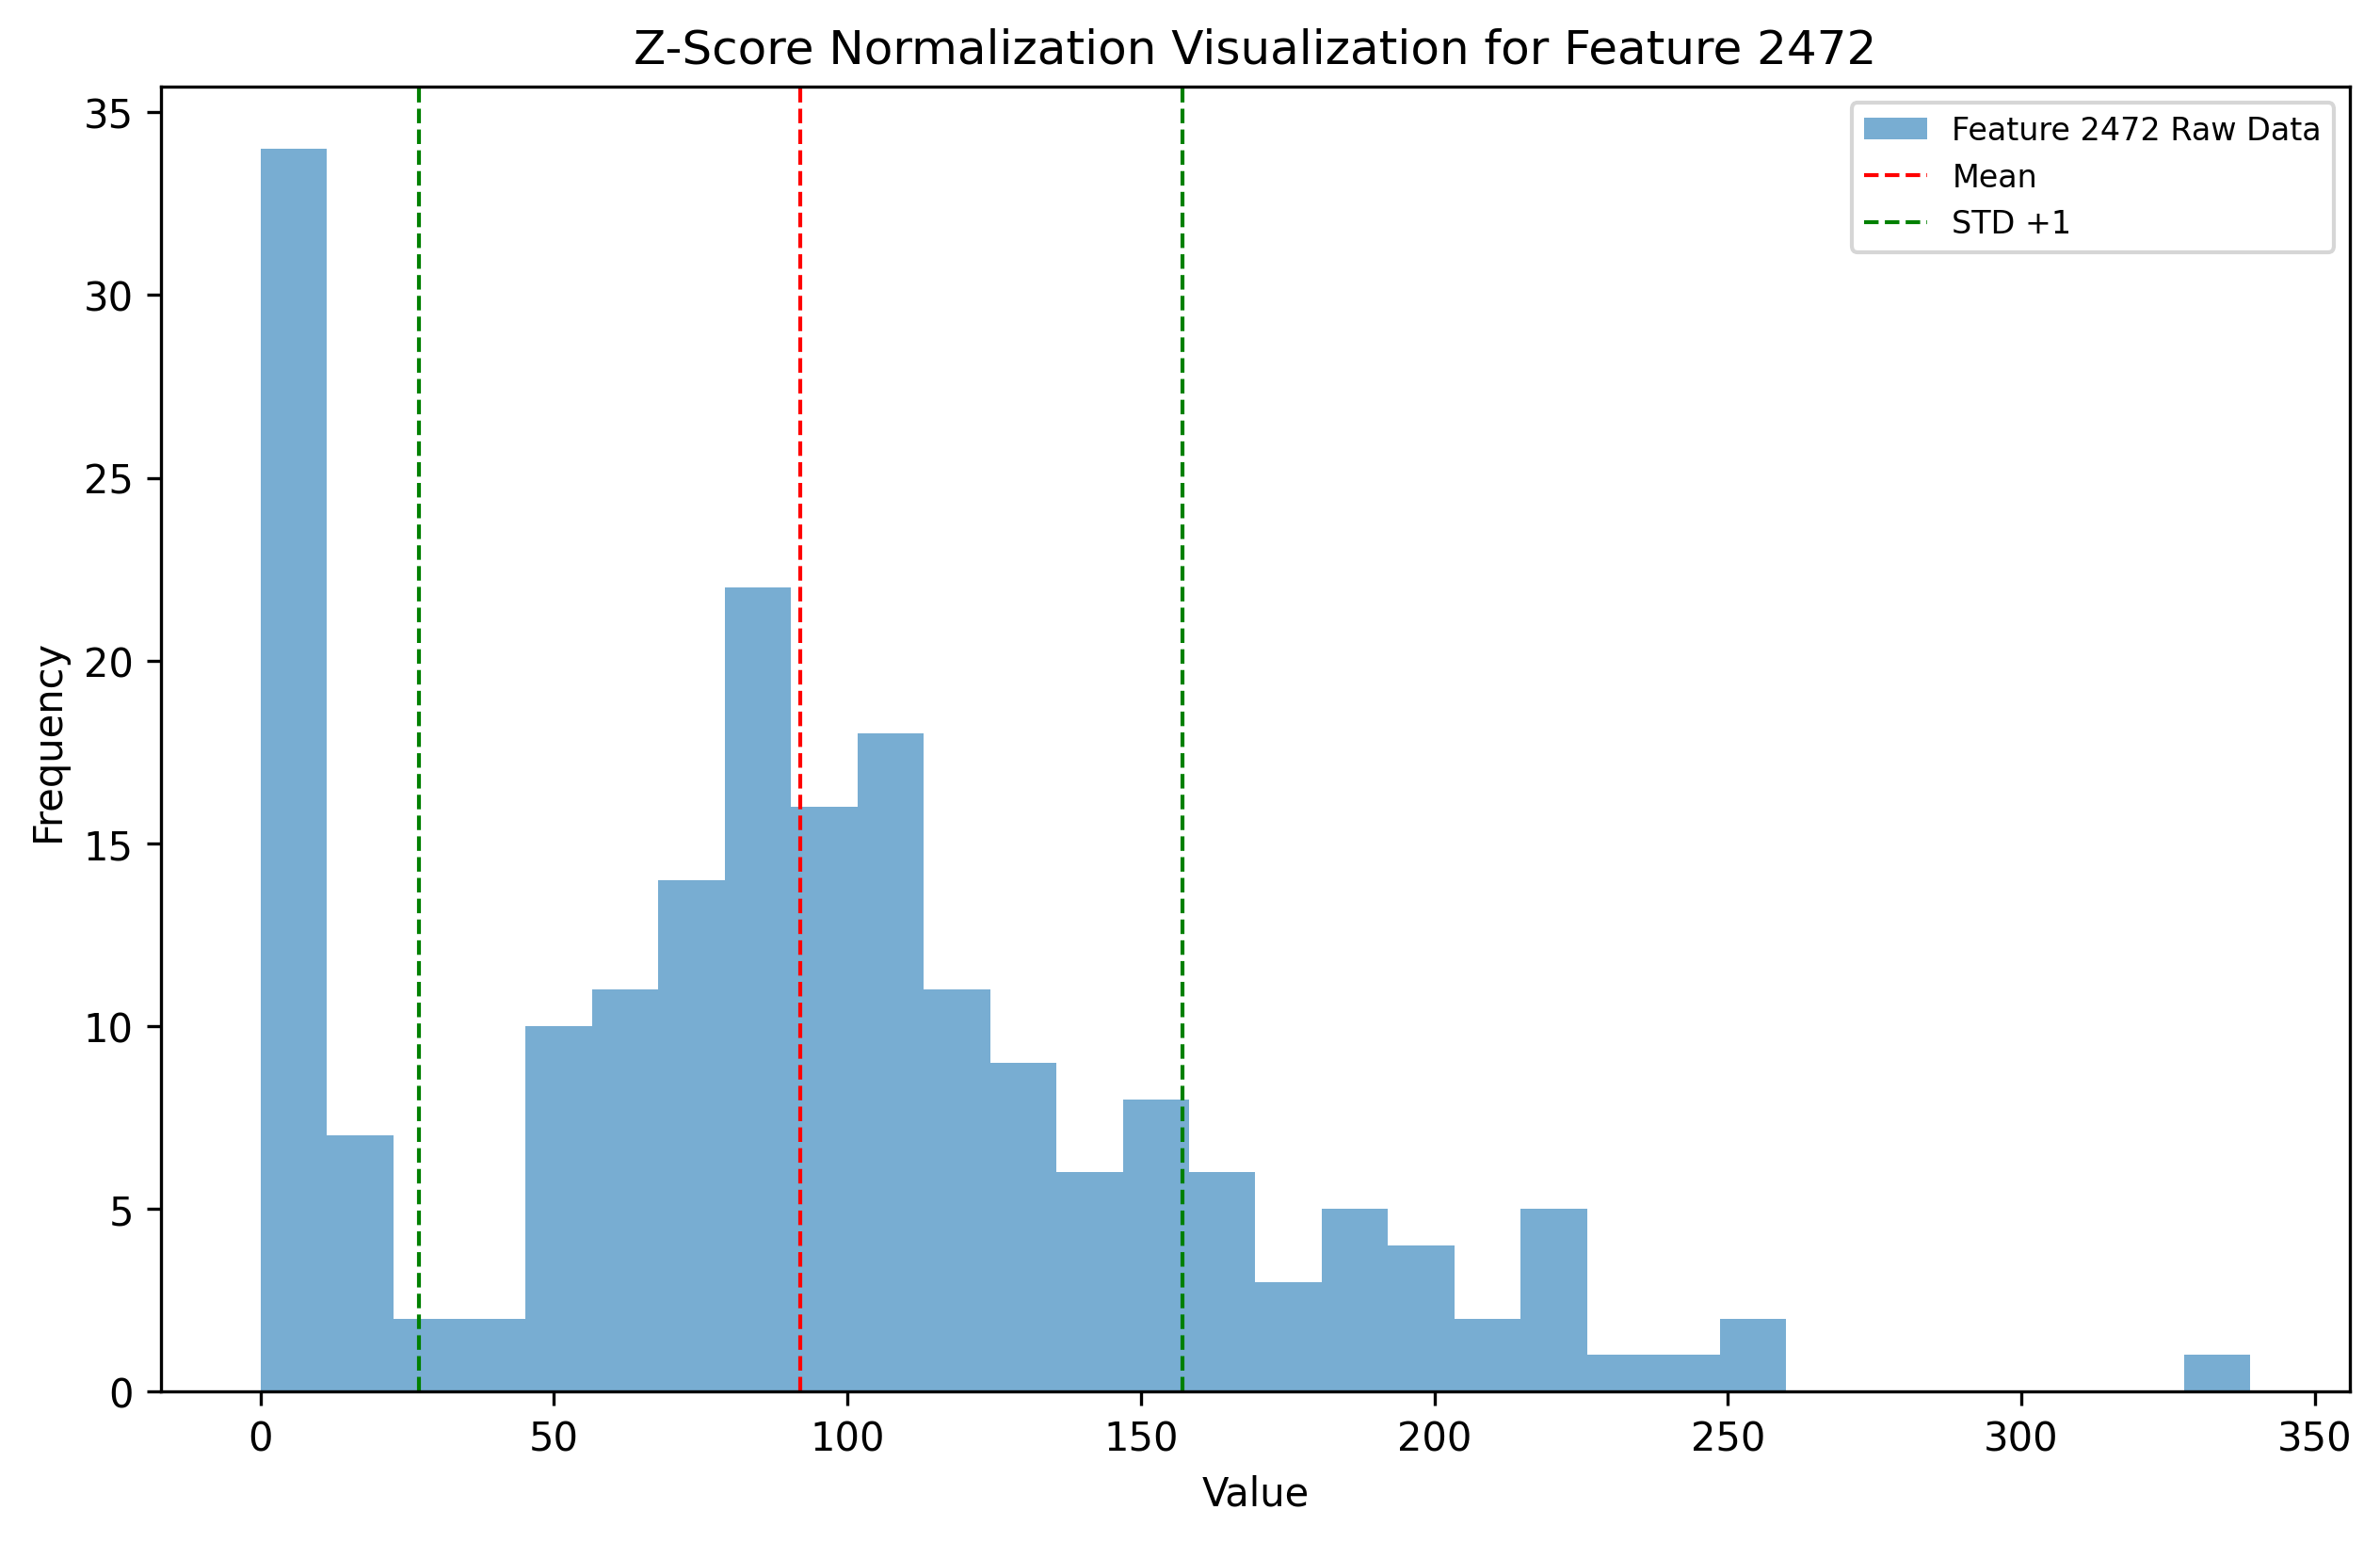 Z-Score Normalization Visualization for Feature 2472
Feature 2472 Raw Data
Mean
STD +1
35
30
25
20
15
10
5
0
Frequency
0 50 100 150 200 250 300 350
Value